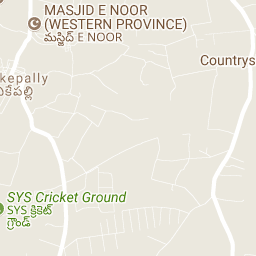 MASJID E NOOR
(WESTERN PROVINCE)
మస్జిద్ E NOOR
Countrys
kepally
కేపల్లి
SYS Cricket Ground
SYS క్రికెట్
గ్రౌండ్